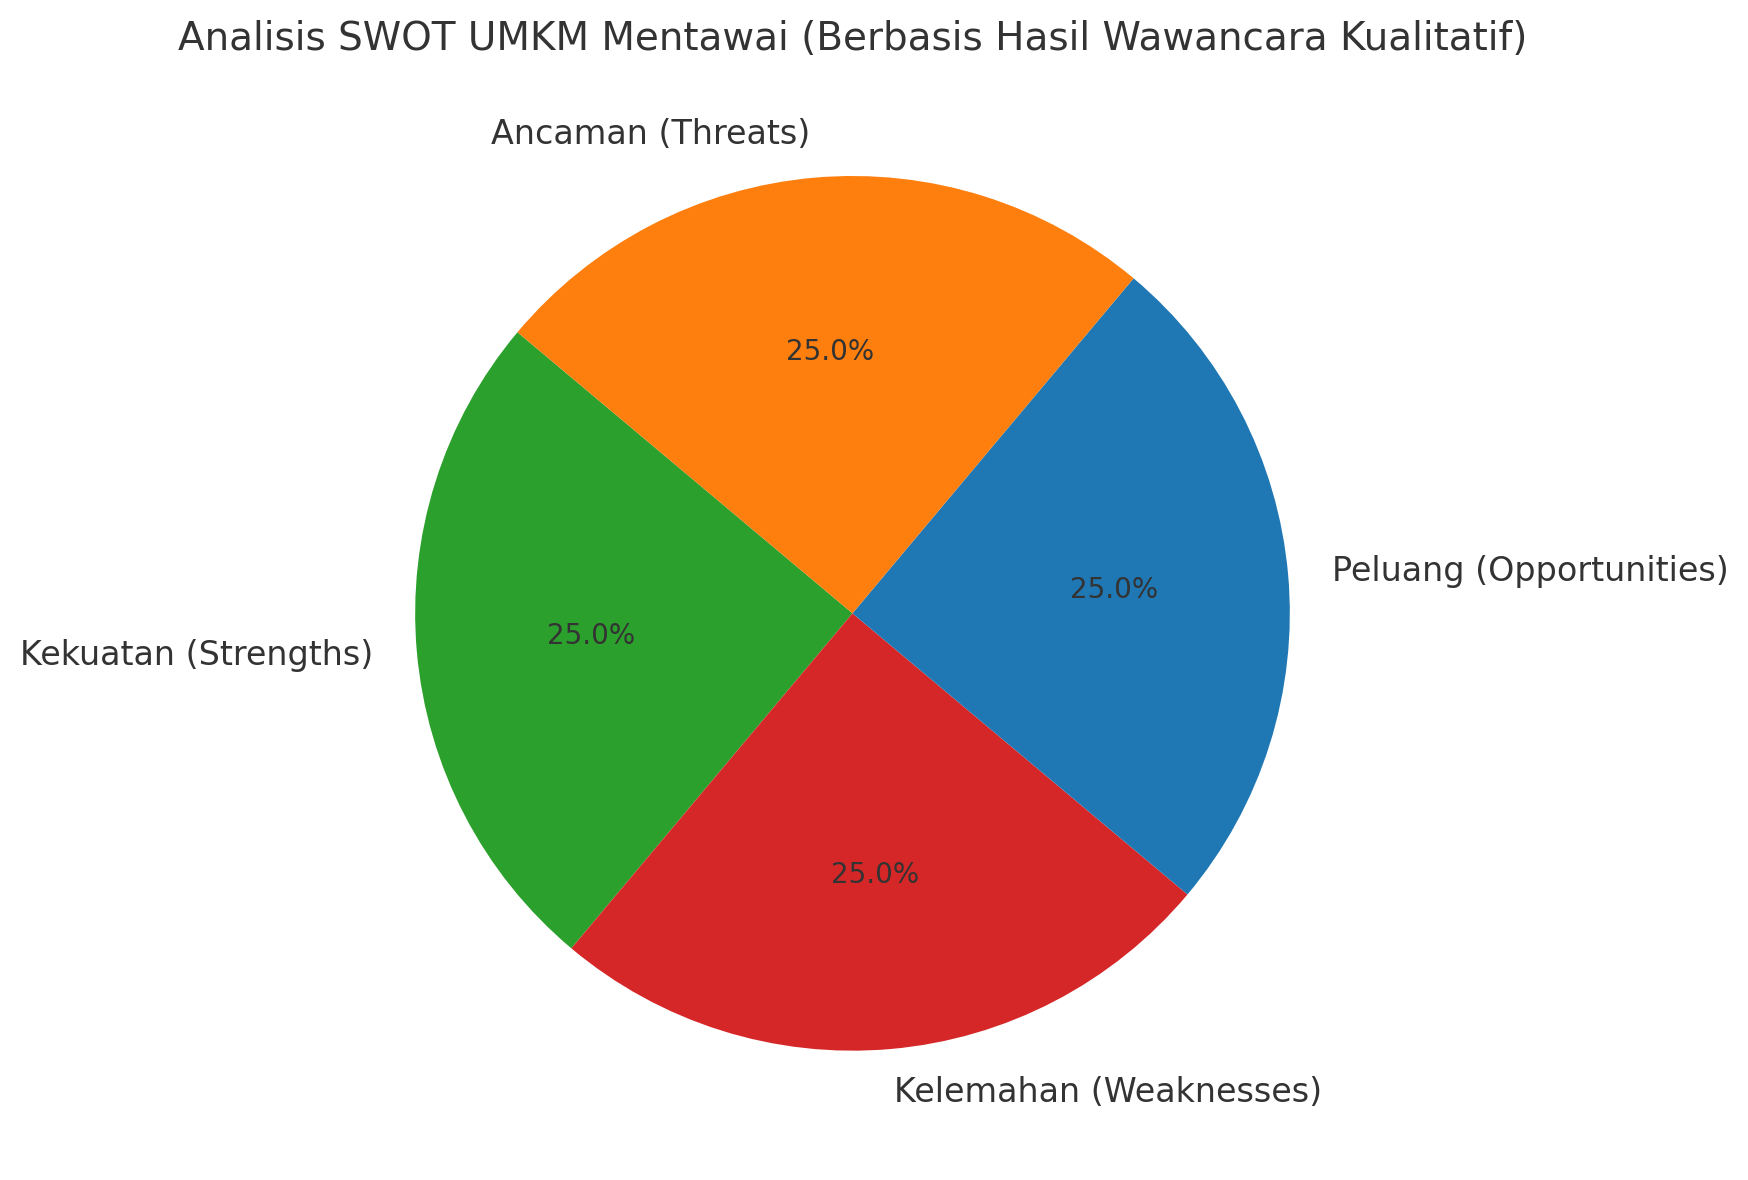 Analisis SWOT UMKM Mentawai (Berbasis Hasil Wawancara Kualitatif)
Ancaman (Threats)
25.0%
Peluang (Opportunities)
25.0%
Kekuatan (Strengths)
25.0%
25.0%
Kelemahan (Weaknesses)